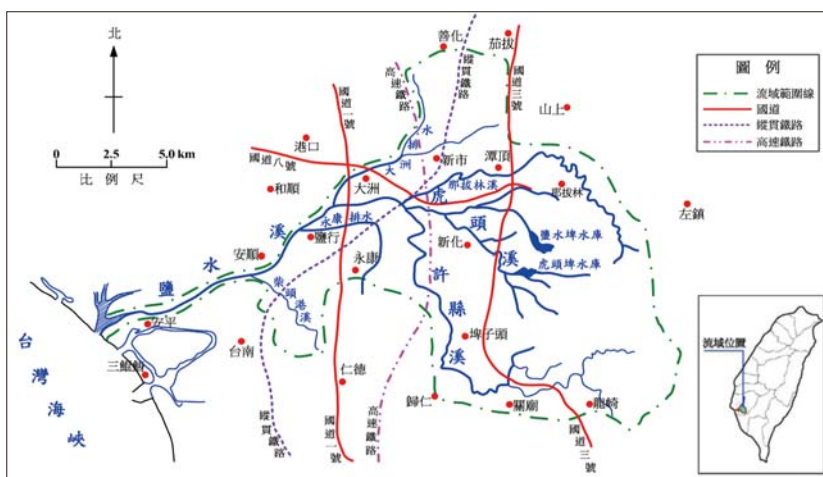 北
0.0
2.5
5.0 km
比例尺
善化
茄拔
縱貫鐵路
高速鐵路
國道三號
國道一號
山上
圖例
流域範圍線
國道
縱貫鐵路
高速鐵路
港口
國道八號
大洲排水
新市
潭頂
和順
大洲
那拔林溪
那拔林
左鎮
虎頭溪
永康排水
鹽行
鹽水溪
安順
永康
新化
鹽水埤水庫
虎頭埤水庫
柴頭港溪
許縣溪
安平
台南
埤子頭
三鯤鯓
仁德
歸仁
關廟
龍崎
台灣海峽
縱貫鐵路
國道一號
高速鐵路
國道三號
流域位置